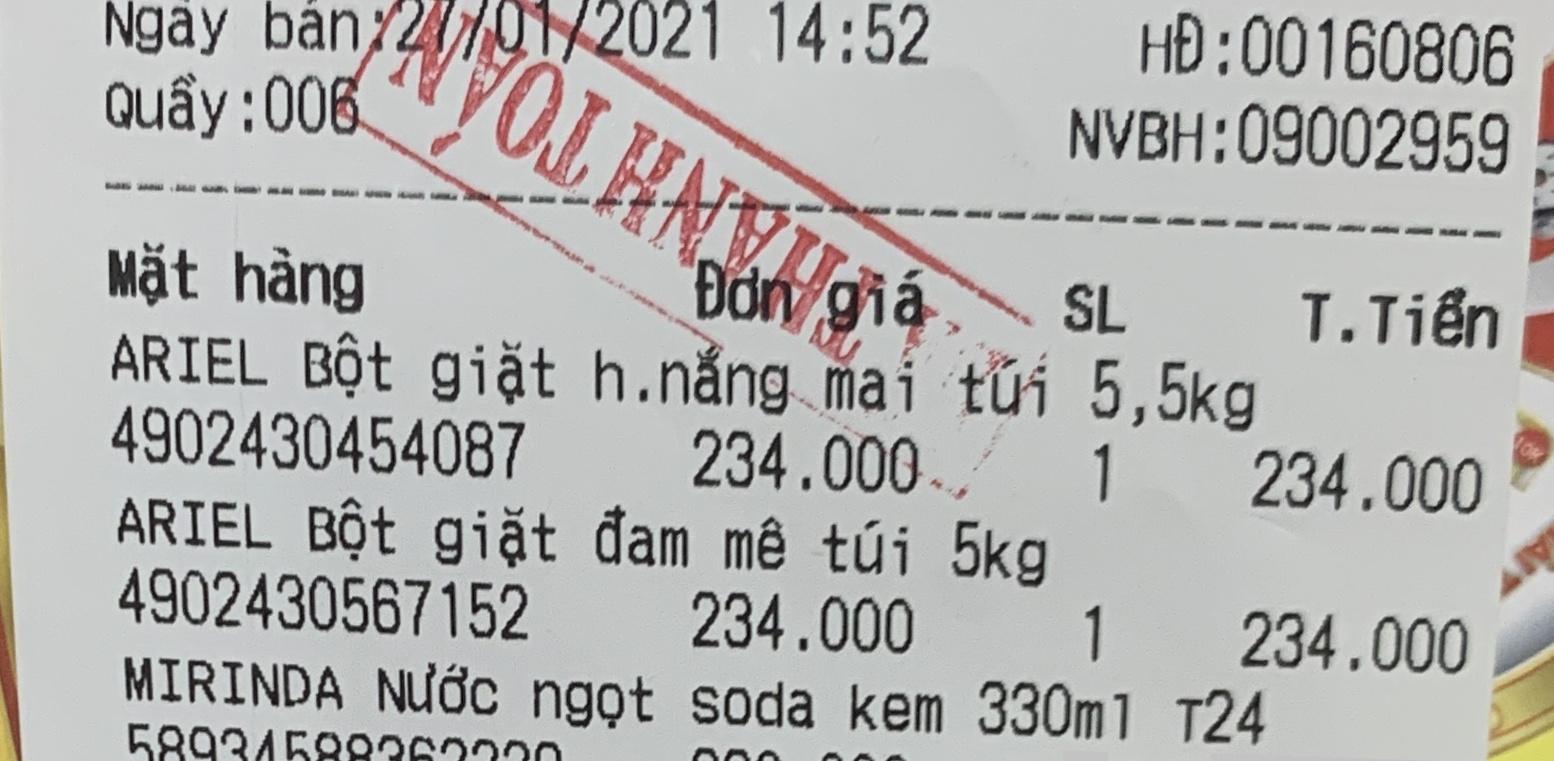 Ngày bán:27/01/2021 14:52 HĐ:00160806
Quầy:006 NVBH:09002959
ĐÃ THANH TOÁN
Mặt hàng Đơn giá SL T.Tiền
ARIEL Bột giặt h.nắng mai túi 5,5kg
4902430454087 234.000 1 234.000
ARIEL Bột giặt đam mê túi 5kg
4902430567152 234.000 1 234.000
MIRINDA Nước ngọt soda kem 330ml T24